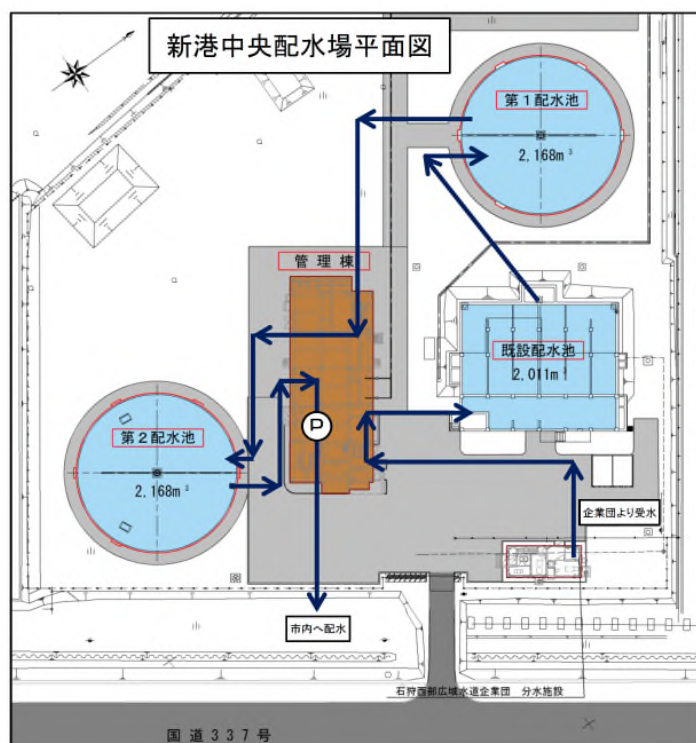 新港中央配水場平面図
第1配水池
2,168m³
管理棟
既設配水池
2,011m³
第2配水池
2,168m³
P
企業団より受水
市内へ配水
石狩西部広域水道企業団 分水施設
国道337号